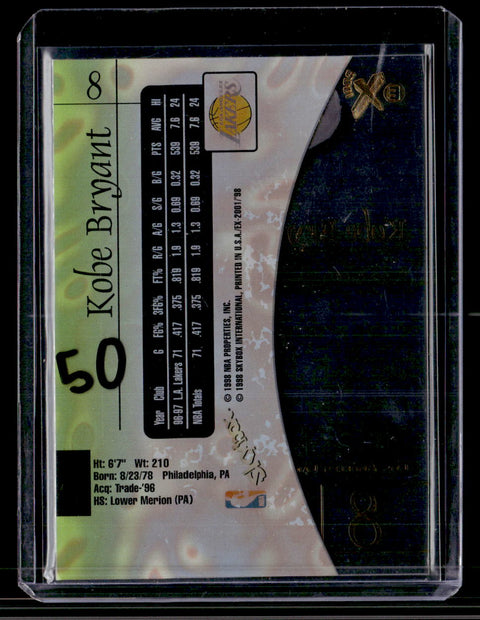 8
Kobe Bryant
50
Year Club G FG% 3FG% FT% R/G A/G S/G B/G PTS AVG HI
96-97 L.A. Lakers 71 .417 .375 .819 1.9 1.3 0.69 0.32 539 7.6 24
NBA Totals 71 .417 .375 .819 1.9 1.3 0.69 0.32 539 7.6 24
LAKERS
© 1998 NBA PROPERTIES, INC.
© 1998 SKYBOX INTERNATIONAL, PRINTED IN U.S.A./EX-2001/'98
Skybox
Ht: 6'7" Wt: 210
Born: 8/23/78 Philadelphia, PA
Acq: Trade-'96
HS: Lower Merion (PA)